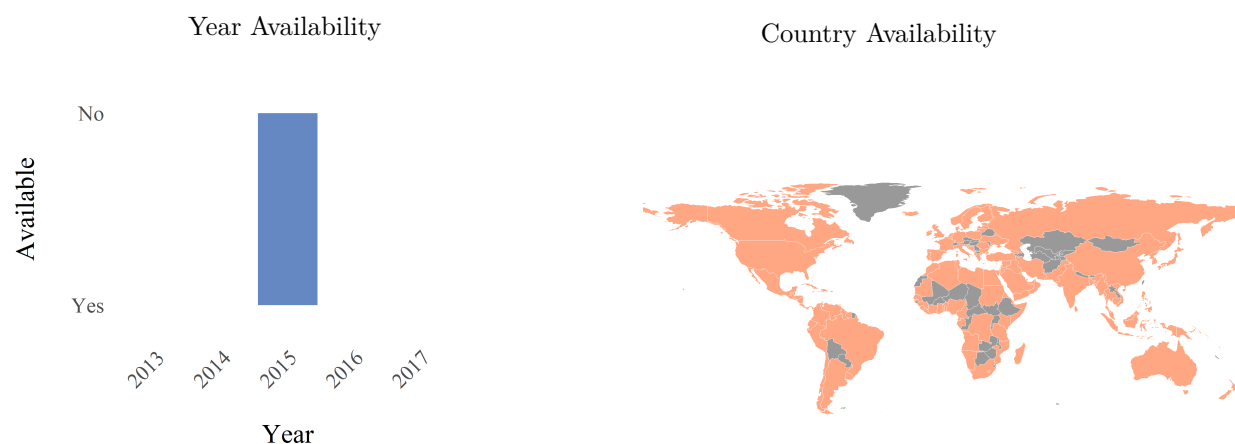 Year Availability
No
Available
Yes
2013
2014
2015
2016
2017
Year
Country Availability